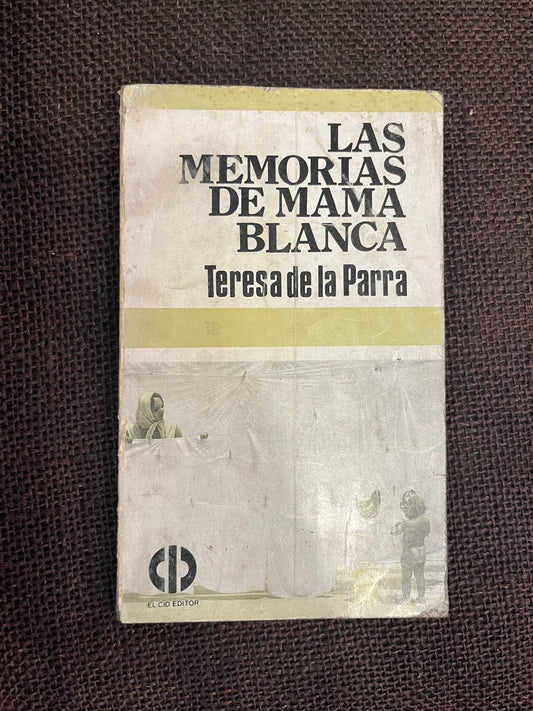 LAS
MEMORIAS
DE MAMA
BLANCA
Teresa de la Parra
EL CID EDITOR